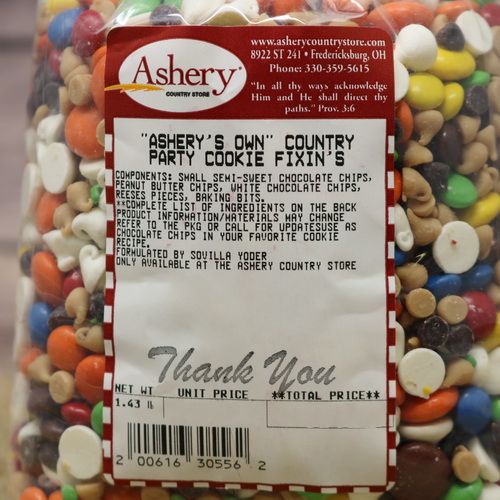 Ashery
COUNTRY STORE
www.asherycountrystore.com
8922 ST 241 • Fredericksburg, OH
Phone: 330-359-5615
"In all thy ways acknowledge
Him and He shall direct thy
paths." Prov. 3:6
"ASHERY'S OWN" COUNTRY
PARTY COOKIE FIXIN'S
COMPONENTS: SMALL SEMI-SWEET CHOCOLATE CHIPS,
PEANUT BUTTER CHIPS, WHITE CHOCOLATE CHIPS,
REESES PIECES, BAKING BITS.
**COMPLETE LIST OF INGREDIENTS ON THE BACK
PRODUCT INFORMATION/MATERIALS MAY CHANGE
REFER TO THE PKG OR CALL FOR UPDATESUSE AS
CHOCOLATE CHIPS IN YOUR FAVORITE COOKIE
RECIPE.
FORMULATED BY SOVILLA YODER
ONLY AVAILABLE AT THE ASHERY COUNTRY STORE
Thank You
NET WT UNIT PRICE **TOTAL PRICE**
1.43 lb
2 00616 30556 2